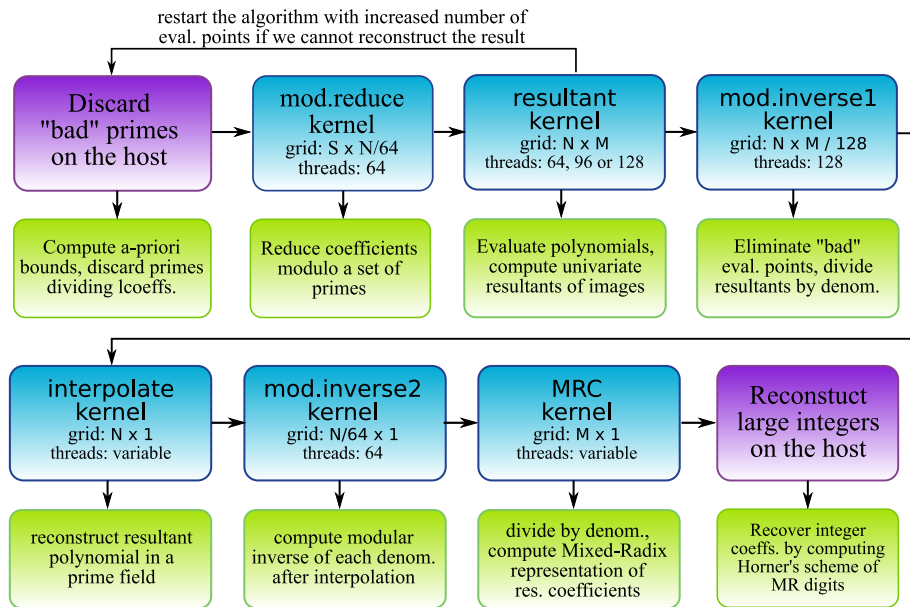 restart the algorithm with increased number of
eval. points if we cannot reconstruct the result
Discard
"bad" primes
on the host
mod.reduce
kernel
grid: S x N/64
threads: 64
resultant
kernel
grid: N x M
threads: 64, 96 or 128
mod.inverse1
kernel
grid: N x M / 128
threads: 128
Compute a-priori
bounds, discard primes
dividing lcoeffs.
Reduce coefficients
modulo a set of
primes
Evaluate polynomials,
compute univariate
resultants of images
Eliminate "bad"
eval. points, divide
resultants by denom.
interpolate
kernel
grid: N x 1
threads: variable
mod.inverse2
kernel
grid: N/64 x 1
threads: 64
MRC
kernel
grid: M x 1
threads: variable
Reconstuct
large integers
on the host
reconstruct resultant
polynomial in a
prime field
compute modular
inverse of each denom.
after interpolation
divide by denom.,
compute Mixed-Radix
representation of
res. coefficients
Recover integer
coeffs. by computing
Horner's scheme of
MR digits